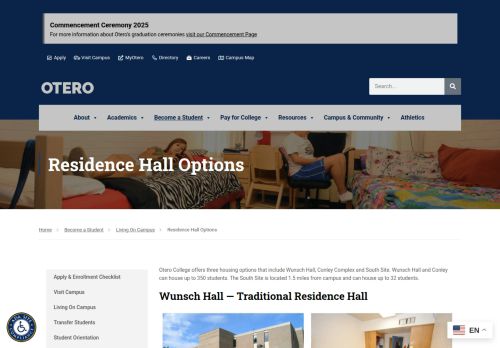 Commencement Ceremony 2025
For more information about Otero's graduation ceremonies visit our Commencement Page
Apply Visit Campus MyOtero Directory Careers Campus Map
OTERO
Search...
About Academics Become a Student Pay for College Resources Campus & Community Athletics
Residence Hall Options
Home Become a Student Living On Campus Residence Hall Options
Otero College offers three housing options that include Wunsch Hall, Conley Complex and South Site. Wunsch Hall and Conley
can house up to 350 students. The South Site is located 1.5 miles from campus and can house up to 32 students.
Apply & Enrollment Checklist
Visit Campus
Living On Campus
Transfer Students
Student Orientation
Wunsch Hall — Traditional Residence Hall
EN